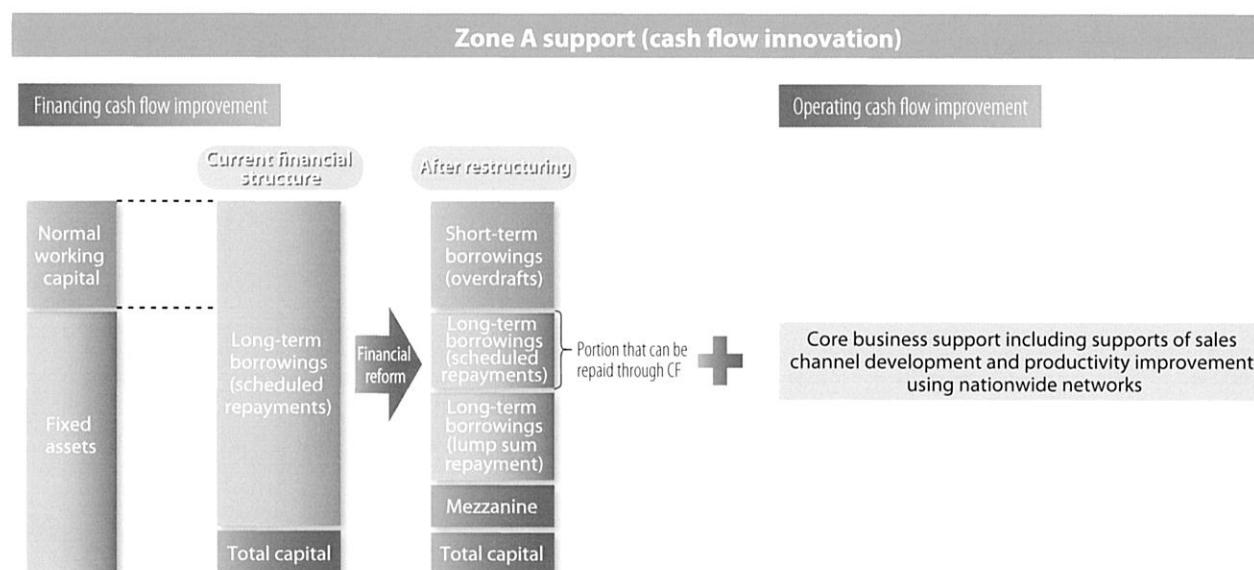 Zone A support (cash flow innovation)
Financing cash flow improvement
Operating cash flow improvement
Current financial
structure
After restructuring
Normal
working
capital
Fixed
assets
Long-term
borrowings
(scheduled
repayments)
Total capital
Financial
reform
Short-term
borrowings
(overdrafts)
Long-term
borrowings
(scheduled
repayments)
Portion that can be
repaid through CF
Long-term
borrowings
(lump sum
repayment)
Mezzanine
Total capital
Core business support including supports of sales
channel development and productivity improvement
using nationwide networks